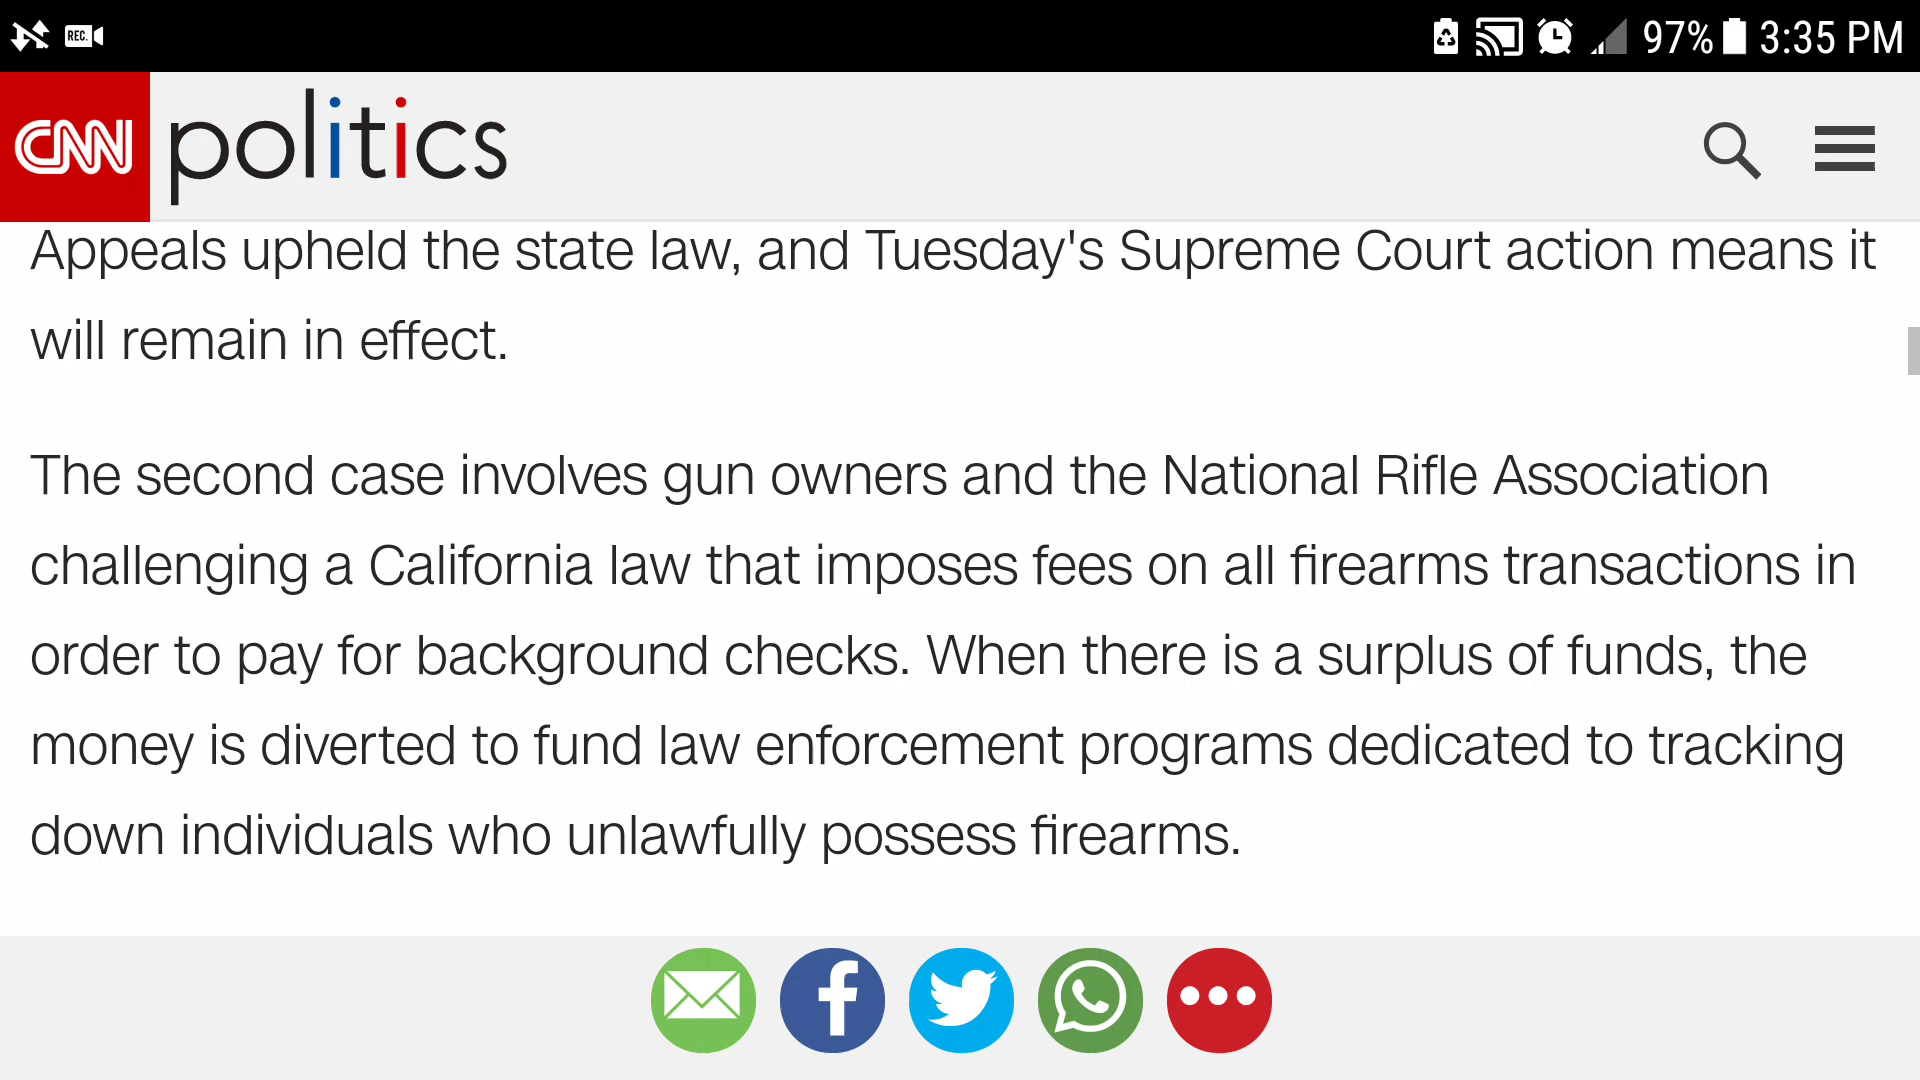 REC.
97% 3:35 PM
CNN politics
Appeals upheld the state law, and Tuesday's Supreme Court action means it
will remain in effect.
The second case involves gun owners and the National Rifle Association
challenging a California law that imposes fees on all firearms transactions in
order to pay for background checks. When there is a surplus of funds, the
money is diverted to fund law enforcement programs dedicated to tracking
down individuals who unlawfully possess firearms.